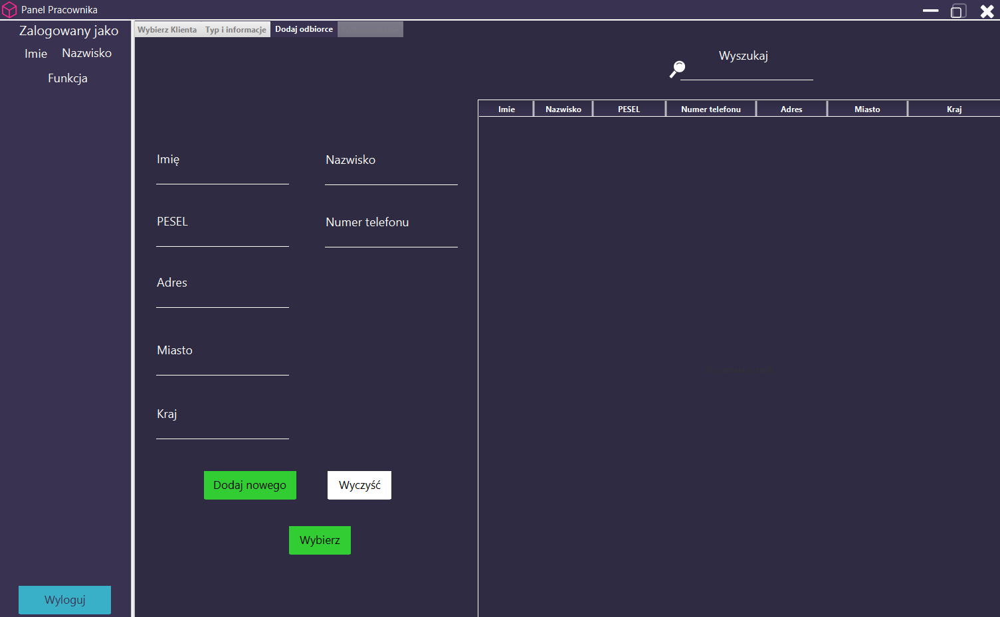 Panel Pracownika
Zalogowany jako
Imie Nazwisko
Funkcja
Wybierz Klienta Typ i informacje Dodaj odbiorce
Wyszukaj
Imie Nazwisko PESEL Numer telefonu Adres Miasto Kraj
Imię Nazwisko
PESEL Numer telefonu
Adres
Miasto
Kraj
Dodaj nowego Wyczyść
Wybierz
Wyloguj